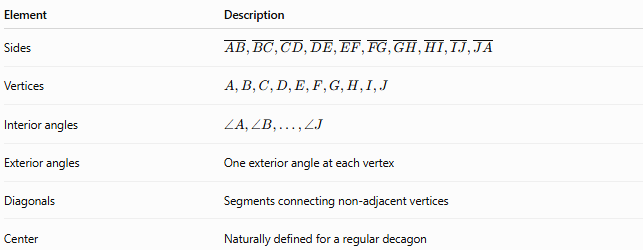 Element Description
Sides $\overline{AB}, \overline{BC}, \overline{CD}, \overline{DE}, \overline{EF}, \overline{FG}, \overline{GH}, \overline{HI}, \overline{IJ}, \overline{JA}$
Vertices $A, B, C, D, E, F, G, H, I, J$
Interior angles $\angle A, \angle B, \ldots, \angle J$
Exterior angles One exterior angle at each vertex
Diagonals Segments connecting non-adjacent vertices
Center Naturally defined for a regular decagon